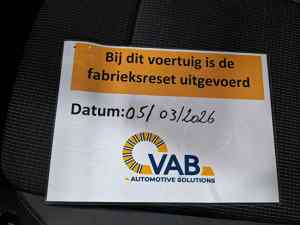 Bij dit voertuig is de
fabrieksreset uitgevoerd
Datum: 05/03/2026
VAB
AUTOMOTIVE SOLUTIONS